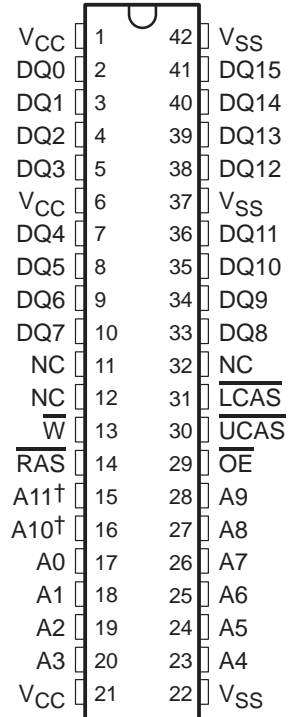 VCC 1 42 VSS
DQ0 2 41 DQ15
DQ1 3 40 DQ14
DQ2 4 39 DQ13
DQ3 5 38 DQ12
VCC 6 37 VSS
DQ4 7 36 DQ11
DQ5 8 35 DQ10
DQ6 9 34 DQ9
DQ7 10 33 DQ8
NC 11 32 NC
NC 12 31 L̅C̅A̅S̅
W̅ 13 30 U̅C̅A̅S̅
R̅A̅S̅ 14 29 O̅E̅
A11† 15 28 A9
A10† 16 27 A8
A0 17 26 A7
A1 18 25 A6
A2 19 24 A5
A3 20 23 A4
VCC 21 22 VSS